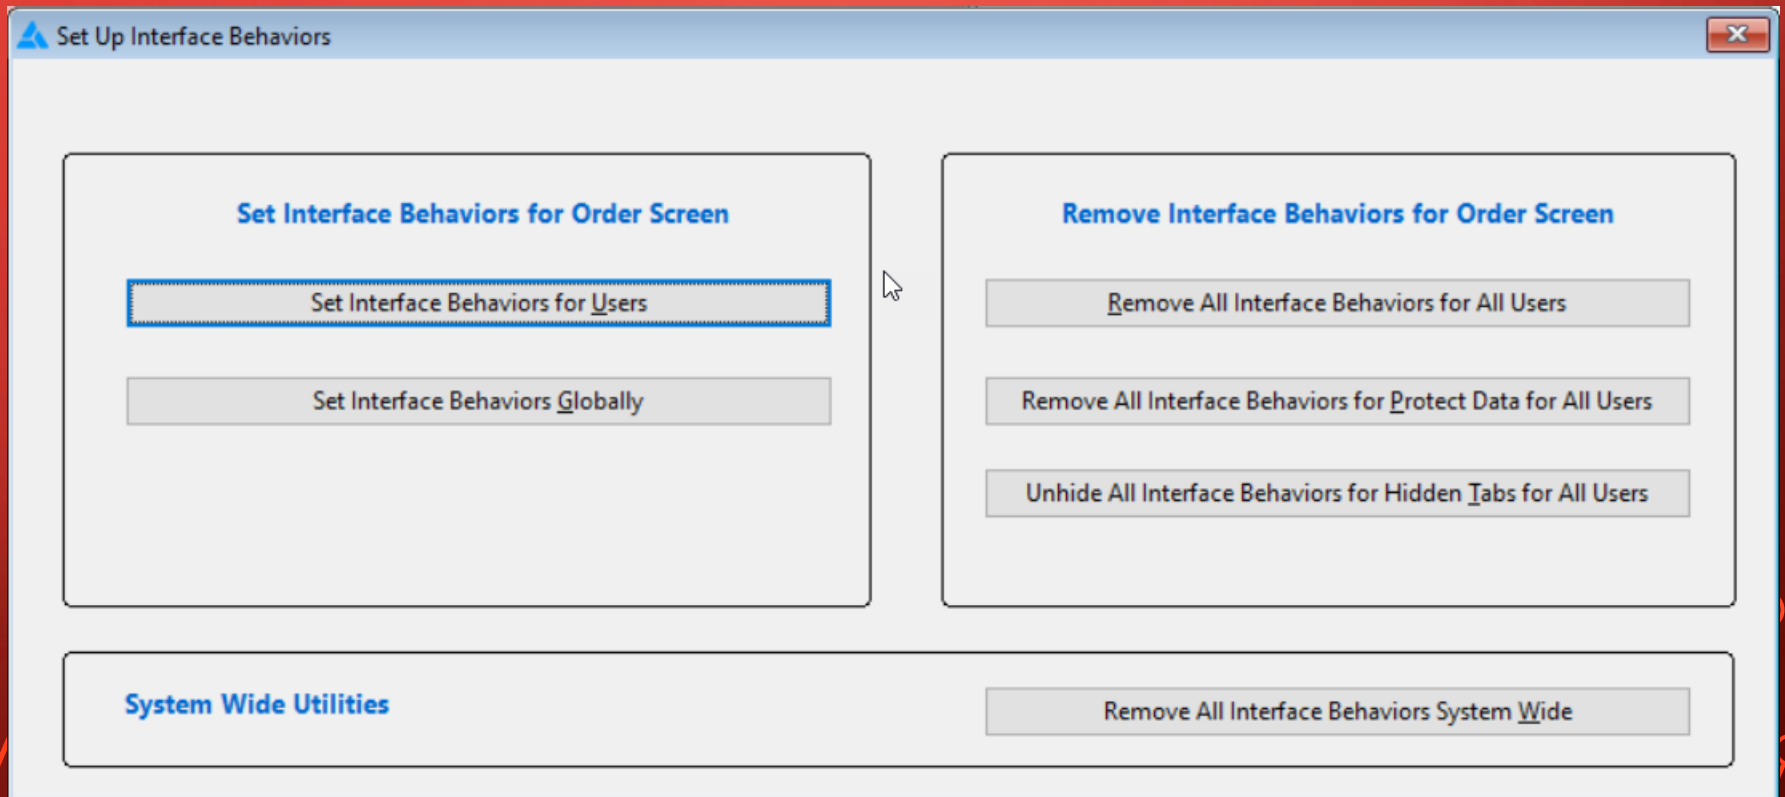 Set Up Interface Behaviors
Set Interface Behaviors for Order Screen
Set Interface Behaviors for Users
Set Interface Behaviors Globally
Remove Interface Behaviors for Order Screen
Remove All Interface Behaviors for All Users
Remove All Interface Behaviors for Protect Data for All Users
Unhide All Interface Behaviors for Hidden Tabs for All Users
System Wide Utilities
Remove All Interface Behaviors System Wide